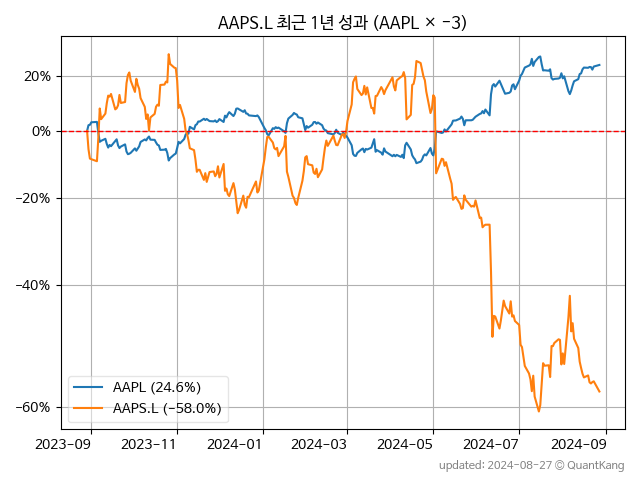 AAPS.L 최근 1년 성과 (AAPL × −3)
20%
0%
−20%
−40%
−60%
AAPL (24.6%)
AAPS.L (−58.0%)
2023-09 2023-11 2024-01 2024-03 2024-05 2024-07 2024-09
updated: 2024-08-27 © QuantKang